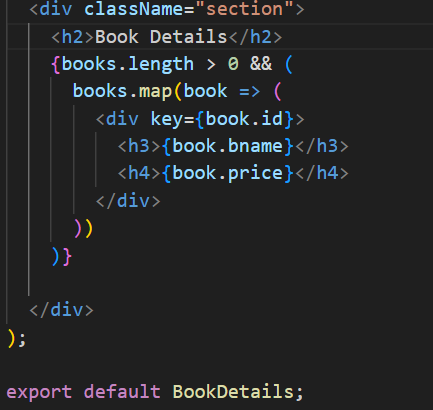 <div className="section">
<h2>Book Details</h2>
{books.length > 0 && (
books.map(book => (
<div key={book.id}>
<h3>{book.bname}</h3>
<h4>{book.price}</h4>
</div>
))
)}
</div>
);
export default BookDetails;